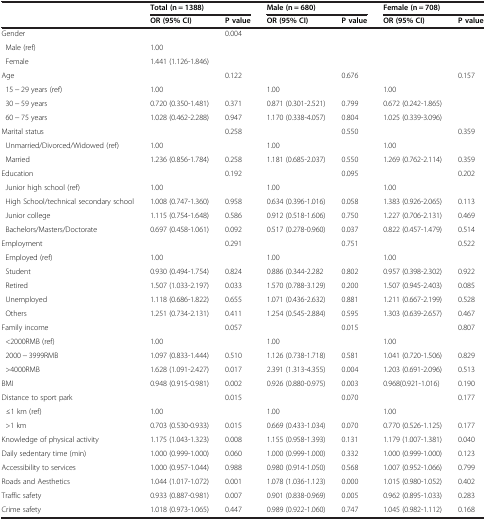 Total (n = 1388) Male (n = 680) Female (n = 708)
OR (95% CI) P value OR (95% CI) P value OR (95% CI) P value
Gender 0.004
Male (ref) 1.00
Female 1.441 (1.126-1.846)
Age 0.122 0.676 0.157
15 − 29 years (ref) 1.00 1.00 1.00
30 − 59 years 0.720 (0.350-1.481) 0.371 0.871 (0.301-2.521) 0.799 0.672 (0.242-1.865)
60 − 75 years 1.028 (0.462-2.288) 0.947 1.170 (0.338-4.057) 0.804 1.025 (0.339-3.096)
Marital status 0.258 0.550 0.359
Unmarried/Divorced/Widowed (ref) 1.00 1.00 1.00
Married 1.236 (0.856-1.784) 0.258 1.181 (0.685-2.037) 0.550 1.269 (0.762-2.114) 0.359
Education 0.192 0.095 0.202
Junior high school (ref) 1.00 1.00 1.00
High School/technical secondary school 1.008 (0.747-1.360) 0.958 0.634 (0.396-1.016) 0.058 1.383 (0.926-2.065) 0.113
Junior college 1.115 (0.754-1.648) 0.586 0.912 (0.518-1.606) 0.750 1.227 (0.706-2.131) 0.469
Bachelors/Masters/Doctorate 0.697 (0.458-1.061) 0.092 0.517 (0.278-0.960) 0.037 0.822 (0.457-1.479) 0.514
Employment 0.291 0.751 0.522
Employed (ref) 1.00 1.00 1.00
Student 0.930 (0.494-1.754) 0.824 0.886 (0.344-2.282 0.802 0.957 (0.398-2.302) 0.922
Retired 1.507 (1.033-2.197) 0.033 1.570 (0.788-3.129) 0.200 1.507 (0.945-2.403) 0.085
Unemployed 1.118 (0.686-1.822) 0.655 1.071 (0.436-2.632) 0.881 1.211 (0.667-2.199) 0.528
Others 1.251 (0.734-2.131) 0.411 1.254 (0.545-2.884) 0.595 1.303 (0.639-2.657) 0.467
Family income 0.057 0.015 0.807
<2000RMB (ref) 1.00 1.00 1.00
2000 − 3999RMB 1.097 (0.833-1.444) 0.510 1.126 (0.738-1.718) 0.581 1.041 (0.720-1.506) 0.829
>4000RMB 1.628 (1.091-2.427) 0.017 2.391 (1.313-4.355) 0.004 1.203 (0.691-2.096) 0.513
BMI 0.948 (0.915-0.981) 0.002 0.926 (0.880-0.975) 0.003 0.968(0.921-1.016) 0.190
Distance to sport park 0.015 0.070 0.177
≤1 km (ref) 1.00 1.00 1.00
>1 km 0.703 (0.530-0.933) 0.015 0.669 (0.433-1.034) 0.070 0.770 (0.526-1.125) 0.177
Knowledge of physical activity 1.175 (1.043-1.323) 0.008 1.155 (0.958-1.393) 0.131 1.179 (1.007-1.381) 0.040
Daily sedentary time (min) 1.000 (0.999-1.000) 0.060 1.000 (0.999-1.000) 0.332 1.000 (0.999-1.000) 0.123
Accessibility to services 1.000 (0.957-1.044) 0.988 0.980 (0.914-1.050) 0.568 1.007 (0.952-1.066) 0.799
Roads and Aesthetics 1.044 (1.017-1.072) 0.001 1.078 (1.036-1.123) 0.000 1.015 (0.980-1.052) 0.402
Traffic safety 0.933 (0.887-0.981) 0.007 0.901 (0.838-0.969) 0.005 0.962 (0.895-1.033) 0.283
Crime safety 1.018 (0.973-1.065) 0.447 0.989 (0.922-1.060) 0.747 1.045 (0.982-1.112) 0.168